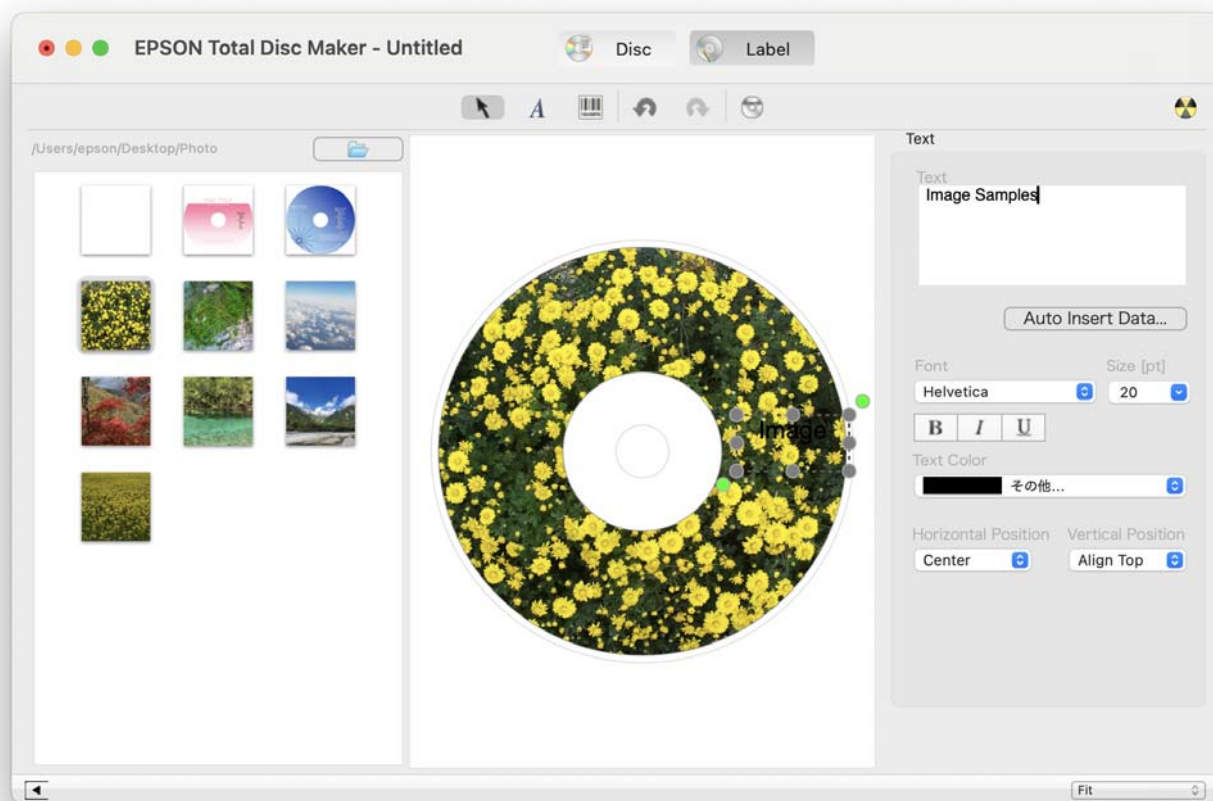 EPSON Total Disc Maker - Untitled
Disc
Label
A
/Users/epson/Desktop/Photo
Text
Text
Image Samples
Auto Insert Data...
Font
Size [pt]
Helvetica
20
B I U
Text Color
その他...
Horizontal Position
Vertical Position
Center
Align Top
Image
Fit